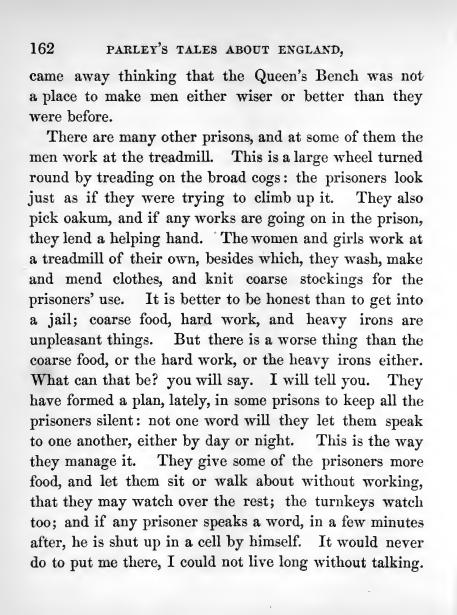 162 PARLEY'S TALES ABOUT ENGLAND,
came away thinking that the Queen's Bench was not
a place to make men either wiser or better than they
were before.
There are many other prisons, and at some of them the
men work at the treadmill. This is a large wheel turned
round by treading on the broad cogs: the prisoners look
just as if they were trying to climb up it. They also
pick oakum, and if any works are going on in the prison,
they lend a helping hand. The women and girls work at
a treadmill of their own, besides which, they wash, make
and mend clothes, and knit coarse stockings for the
prisoners' use. It is better to be honest than to get into
a jail; coarse food, hard work, and heavy irons are
unpleasant things. But there is a worse thing than the
coarse food, or the hard work, or the heavy irons either.
What can that be? you will say. I will tell you. They
have formed a plan, lately, in some prisons to keep all the
prisoners silent: not one word will they let them speak
to one another, either by day or night. This is the way
they manage it. They give some of the prisoners more
food, and let them sit or walk about without working,
that they may watch over the rest; the turnkeys watch
too; and if any prisoner speaks a word, in a few minutes
after, he is shut up in a cell by himself. It would never
do to put me there, I could not live long without talking.